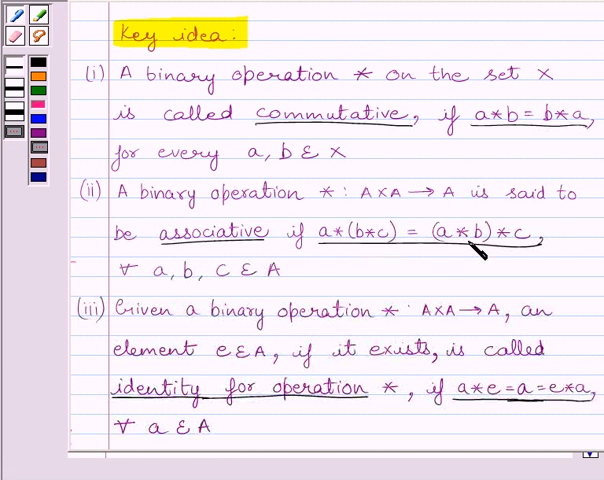 Key idea:
(i) A binary operation * on the set X
is called commutative, if a*b = b*a,
for every a, b ε X
(ii) A binary operation *: A×A → A is said to
be associative if a*(b*c) = (a*b)*c,
∀ a, b, c ε A
(iii) Given a binary operation *: A×A → A, an
element e ε A, if it exists, is called
identity for operation *, if a*e = a = e*a,
∀ a ε A